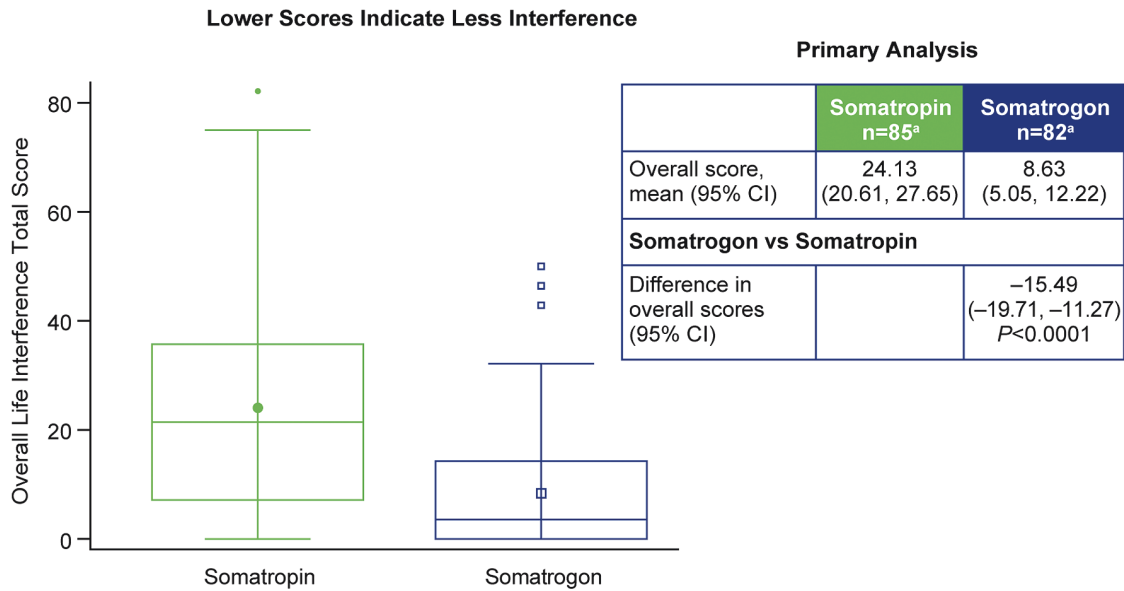 Lower Scores Indicate Less Interference
Overall Life Interference Total Score
80
60
40
20
0
Somatropin
Somatrogon
Primary Analysis
Somatropin
n=85ᵃ
Somatrogon
n=82ᵃ
Overall score,
mean (95% CI)
24.13
(20.61, 27.65)
8.63
(5.05, 12.22)
Somatrogon vs Somatropin
Difference in
overall scores
(95% CI)
–15.49
(–19.71, –11.27)
P<0.0001